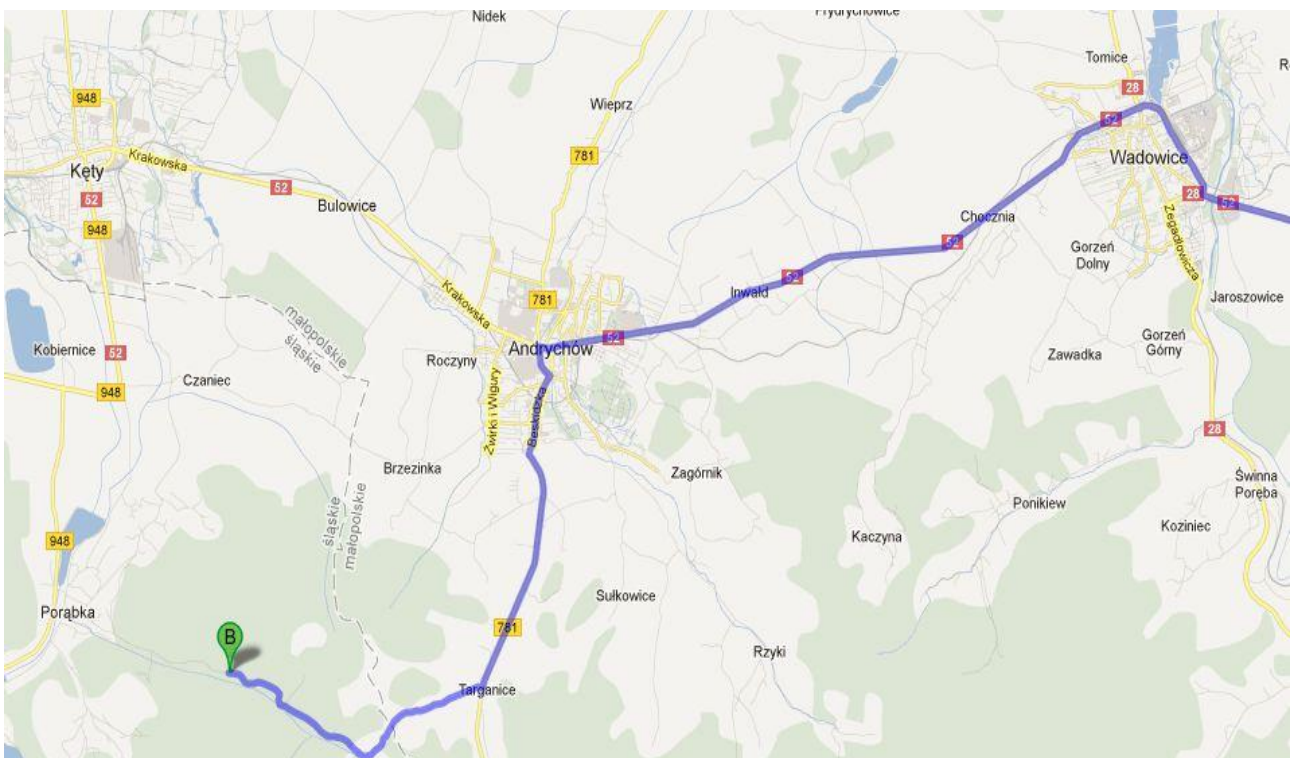 Nidek
Frydrychowice
Tomice
948
28
Wieprz
52
Krakowska
781
Wadowice
Kęty
52
52
28
Bulowice
52
948
Chocznia
Zegadłowicza
52
Gorzeń
Dolny
Inwałd
52
Krakowska
781
Jaroszowice
małopolskie
śląskie
Kobiernice
52
Andrychów
52
Gorzeń
Górny
Roczyny
Zawadka
Czaniec
948
Żwirki i Wigury
Beskidzka
28
Brzezinka
Zagórnik
Świnna
Poręba
śląskie
małopolskie
Ponikiew
Koziniec
948
Kaczyna
Sułkowice
Porąbka
B
781
Rzyki
Targanice